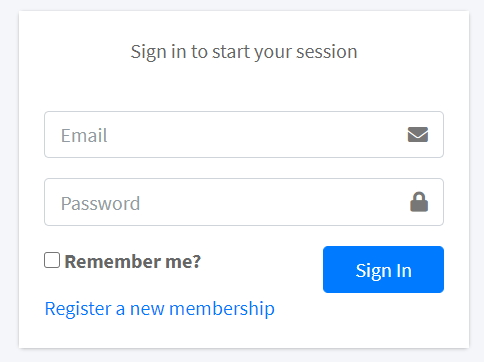 Sign in to start your session
Email
Password
Remember me?
Sign In
Register a new membership